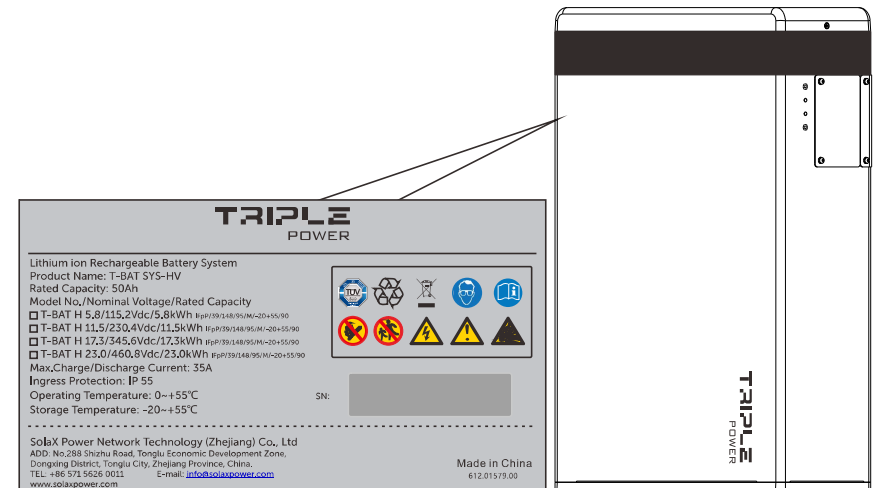 TRIPLE
POWER
Lithium ion Rechargeable Battery System
Product Name: T-BAT SYS-HV
Rated Capacity: 50Ah
Model No./Nominal Voltage/Rated Capacity
T-BAT H 5.8/115.2Vdc/5.8kWh IFpP/39/148/95/M/-20+55/90
T-BAT H 11.5/230.4Vdc/11.5kWh IFpP/39/148/95/M/-20+55/90
T-BAT H 17.3/345.6Vdc/17.3kWh IFpP/39/148/95/M/-20+55/90
T-BAT H 23.0/460.8Vdc/23.0kWh IFpP/39/148/95/M/-20+55/90
Max.Charge/Discharge Current: 35A
Ingress Protection: IP 55
Operating Temperature: 0~+55℃
Storage Temperature: -20~+55℃
TÜV
SN:
SolaX Power Network Technology (Zhejiang) Co., Ltd
ADD: No.288 Shizhu Road, Tonglu Economic Development Zone,
Dongxing District, Tonglu City, Zhejiang Province, China.
TEL: +86 571 5626 0011 E-mail: info@solaxpower.com
www.solaxpower.com
Made in China
612.01579.00
TRIPLE
POWER